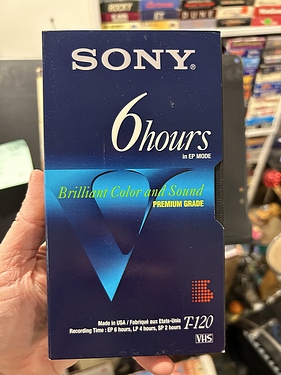 SONY®
6hours
in EP MODE
Brilliant Color and Sound
PREMIUM GRADE
Made in USA / Fabriqué aux Etats-Unis
Recording Time : EP 6 hours, LP 4 hours, SP 2 hours
T-120
VHS
ROCKY